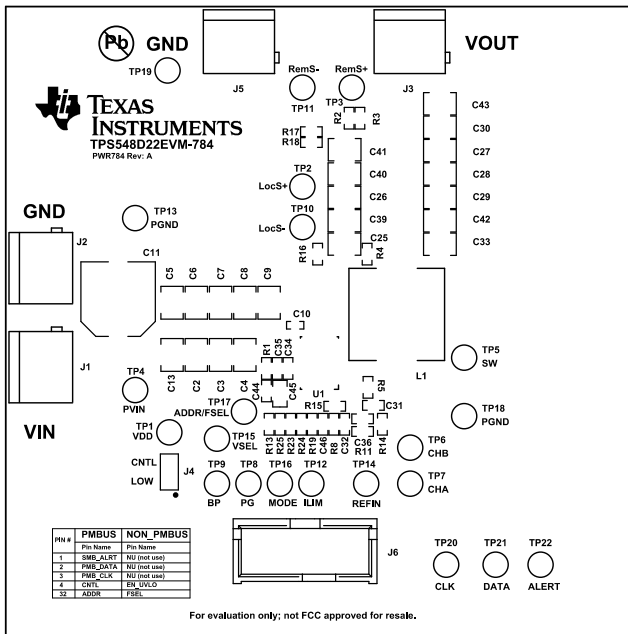 Pb
GND
TP19
J5
RemS-
TP11
RemS+
TP3
J3
VOUT
TEXAS
INSTRUMENTS
TPS548D22EVM-784
PWR784 Rev: A
R17
R18
R2
R3
C43
C30
C27
C28
C29
C42
C33
C41
C40
C26
C39
C25
TP2
LocS+
TP10
LocS-
R16
R4
GND
TP13
PGND
J2
C11
C5
C6
C7
C8
C9
C10
J1
VIN
TP4
PVIN
C13
C2
C3
C4
R1
C35
C34
C44
C45
U1
L1
TP5
SW
TP17
ADDR/FSEL
R15
R5
C31
TP18
PGND
TP1
VDD
TP15
VSEL
R13
R25
R23
R24
R19
C46
R8
C32
C36
R11
R14
TP6
CHB
TP7
CHA
CNTL
LOW
J4
TP9
BP
TP8
PG
TP16
MODE
TP12
ILIM
TP14
REFIN
PIN # PMBUS NON_PMBUS
Pin Name Pin Name
1 SMB_ALRT NU (not use)
2 PMB_DATA NU (not use)
3 PMB_CLK NU (not use)
4 CNTL EN_UVLO
32 ADDR FSEL
J6
TP20
CLK
TP21
DATA
TP22
ALERT
For evaluation only; not FCC approved for resale.